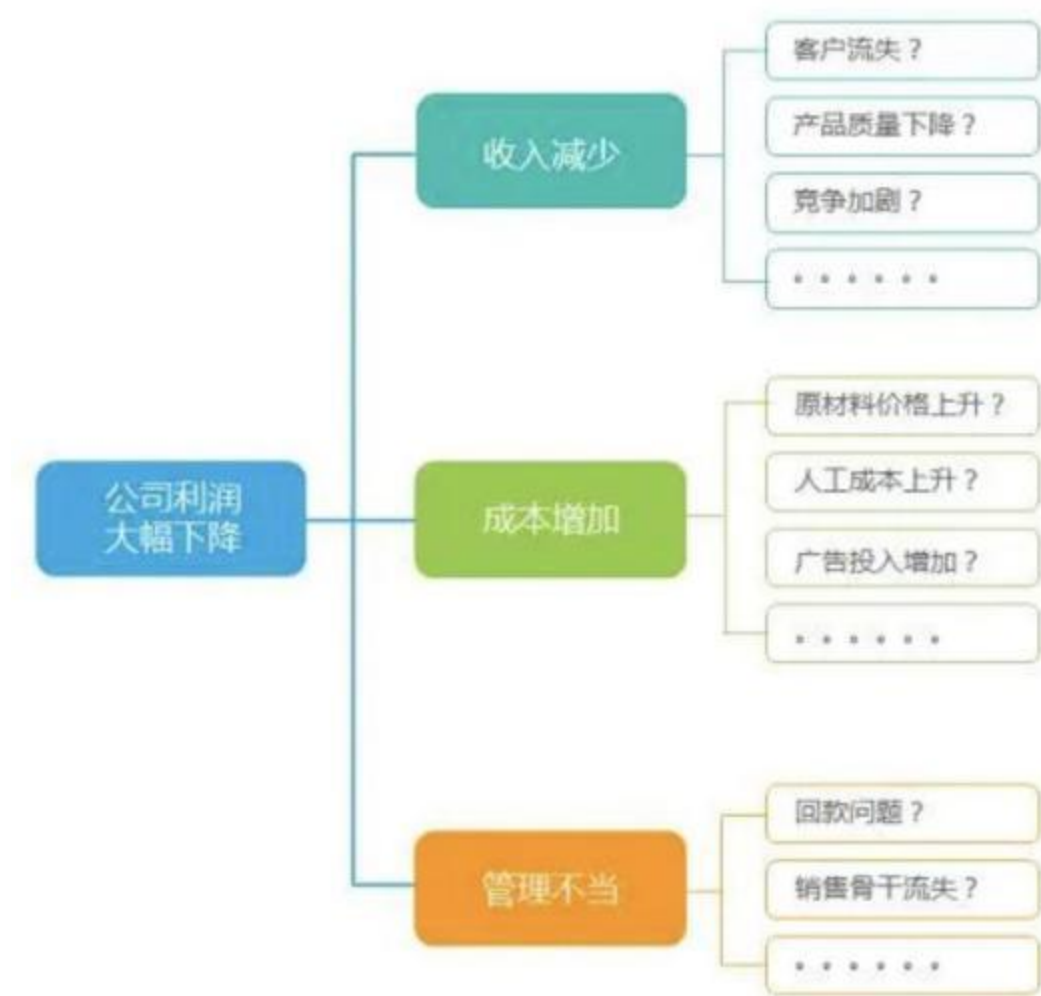 公司利润
大幅下降
收入减少
客户流失？
产品质量下降？
竞争加剧？
• • • • • •
成本增加
原材料价格上升？
人工成本上升？
广告投入增加？
• • • • • •
管理不当
回款问题？
销售骨干流失？
• • • • • •